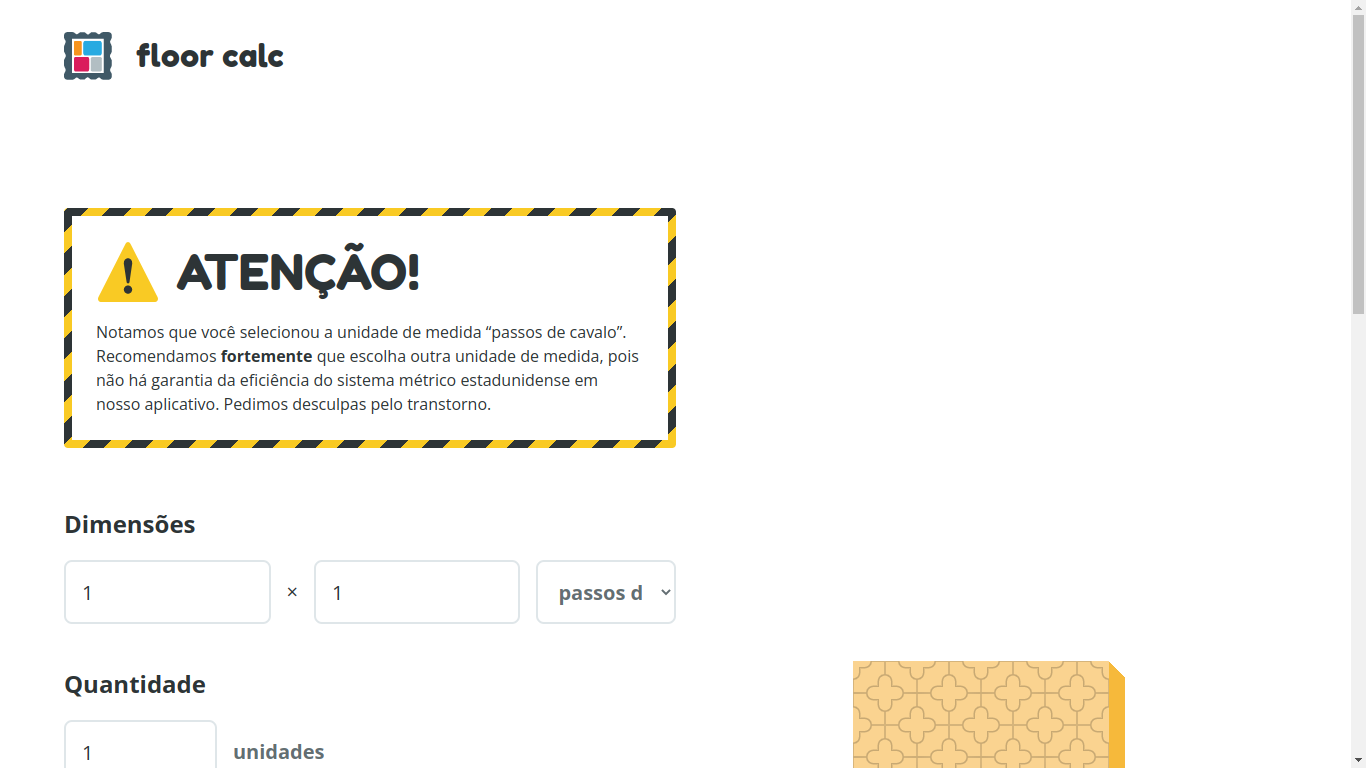 floor calc
ATENÇÃO!
Notamos que você selecionou a unidade de medida “passos de cavalo”.
Recomendamos fortemente que escolha outra unidade de medida, pois
não há garantia da eficiência do sistema métrico estadunidense em
nosso aplicativo. Pedimos desculpas pelo transtorno.
Dimensões
1 × 1 passos d
Quantidade
1 unidades